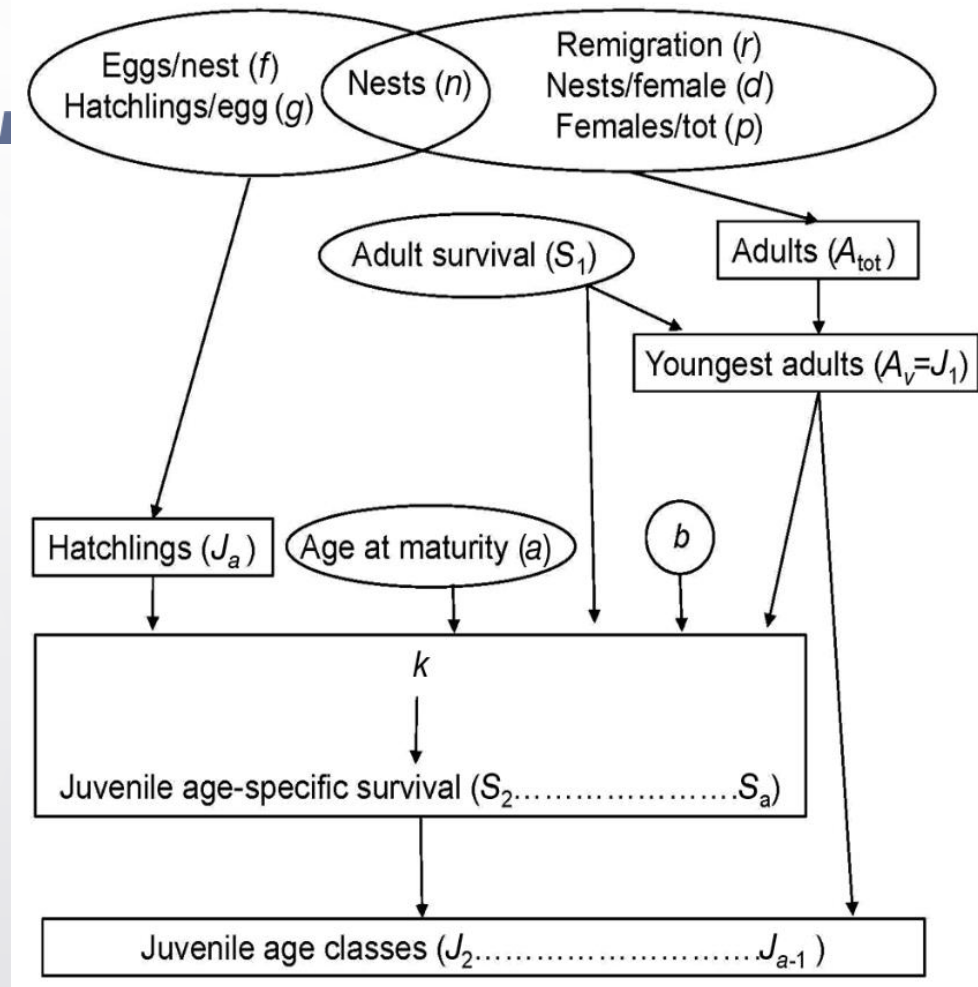 Eggs/nest (f)
Hatchlings/egg (g)
Nests (n)
Remigration (r)
Nests/female (d)
Females/tot (p)
Adult survival (S1)
Adults (Atot)
Youngest adults (Av=J1)
Hatchlings (Ja)
Age at maturity (a)
b
k
Juvenile age-specific survival (S2........................Sa)
Juvenile age classes (J2..............................Ja-1)